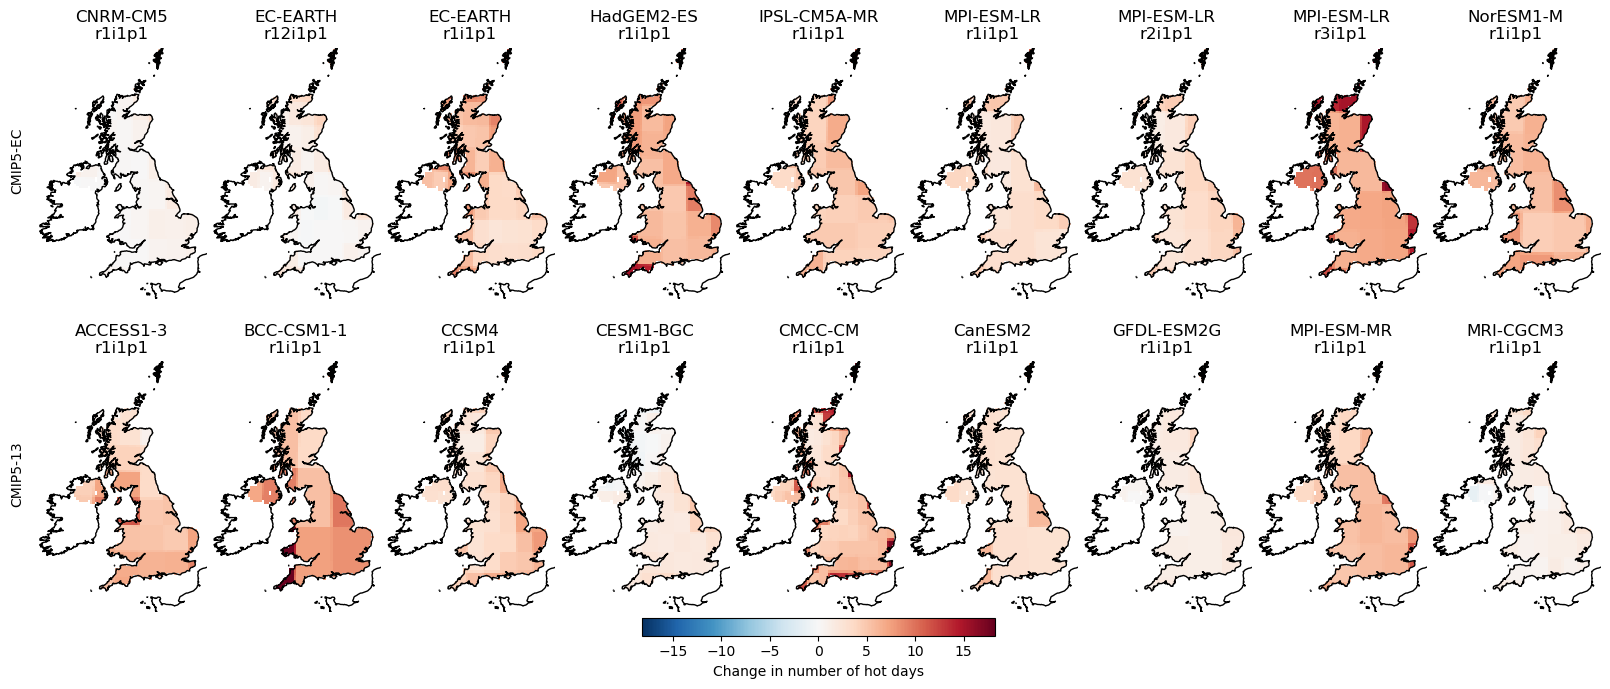 CNRM-CM5 EC-EARTH EC-EARTH HadGEM2-ES IPSL-CM5A-MR MPI-ESM-LR MPI-ESM-LR MPI-ESM-LR NorESM1-M
r1i1p1 r12i1p1 r1i1p1 r1i1p1 r1i1p1 r1i1p1 r2i1p1 r3i1p1 r1i1p1
CMIP5-EC
ACCESS1-3 BCC-CSM1-1 CCSM4 CESM1-BGC CMCC-CM CanESM2 GFDL-ESM2G MPI-ESM-MR MRI-CGCM3
r1i1p1 r1i1p1 r1i1p1 r1i1p1 r1i1p1 r1i1p1 r1i1p1 r1i1p1 r1i1p1
CMIP5-13
−15 −10 −5 0 5 10 15
Change in number of hot days